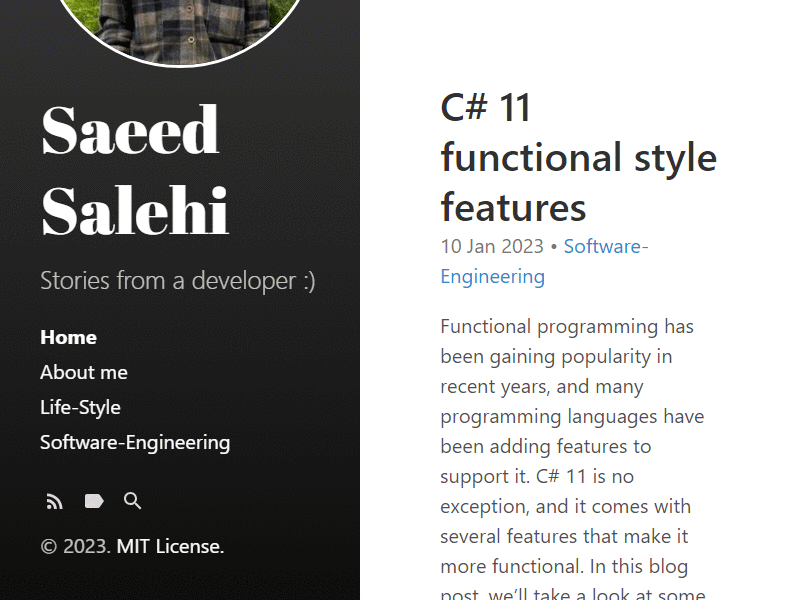 Saeed
Salehi
Stories from a developer :)
Home
About me
Life-Style
Software-Engineering
© 2023. MIT License.
C# 11
functional style
features
10 Jan 2023 • Software-
Engineering
Functional programming has
been gaining popularity in
recent years, and many
programming languages have
been adding features to
support it. C# 11 is no
exception, and it comes with
several features that make it
more functional. In this blog
post, we’ll take a look at some